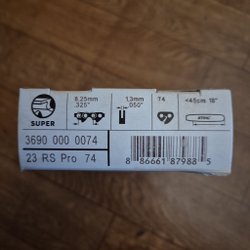 SUPER
8,25mm
.325"
1,3mm
.050"
74
45cm 18"
STIHL
3690 000 0074
23 RS Pro 74
8 86661 87988 5